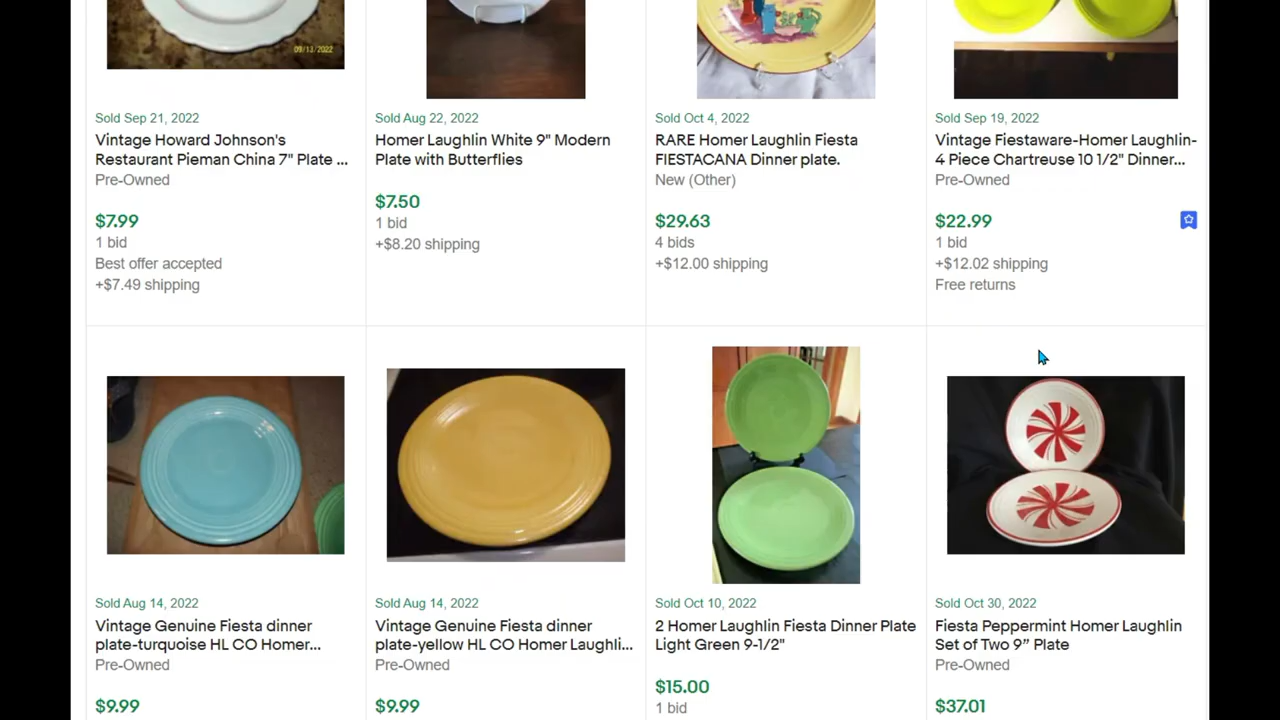 09/13/2022
Sold Sep 21, 2022
Vintage Howard Johnson's
Restaurant Pieman China 7" Plate ...
Pre-Owned
$7.99
1 bid
Best offer accepted
+$7.49 shipping
Sold Aug 22, 2022
Homer Laughlin White 9" Modern
Plate with Butterflies
$7.50
1 bid
+$8.20 shipping
Sold Oct 4, 2022
RARE Homer Laughlin Fiesta
FIESTACANA Dinner plate.
New (Other)
$29.63
4 bids
+$12.00 shipping
Sold Sep 19, 2022
Vintage Fiestaware-Homer Laughlin-
4 Piece Chartreuse 10 1/2" Dinner...
Pre-Owned
$22.99
1 bid
+$12.02 shipping
Free returns
Sold Aug 14, 2022
Vintage Genuine Fiesta dinner
plate-turquoise HL CO Homer...
Pre-Owned
$9.99
Sold Aug 14, 2022
Vintage Genuine Fiesta dinner
plate-yellow HL CO Homer Laughli...
Pre-Owned
$9.99
Sold Oct 10, 2022
2 Homer Laughlin Fiesta Dinner Plate
Light Green 9-1/2"
$15.00
1 bid
Sold Oct 30, 2022
Fiesta Peppermint Homer Laughlin
Set of Two 9” Plate
Pre-Owned
$37.01